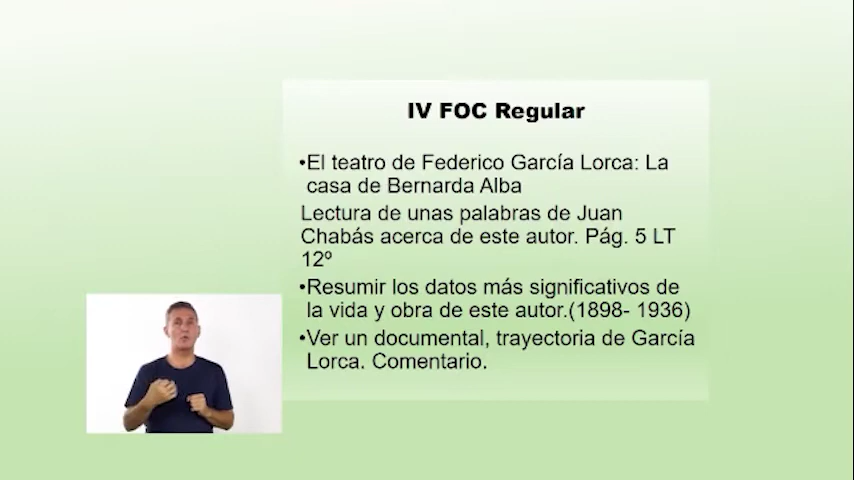 IV FOC Regular
•El teatro de Federico García Lorca: La
casa de Bernarda Alba
Lectura de unas palabras de Juan
Chabás acerca de este autor. Pág. 5 LT
12º
•Resumir los datos más significativos de
la vida y obra de este autor.(1898- 1936)
•Ver un documental, trayectoria de García
Lorca. Comentario.